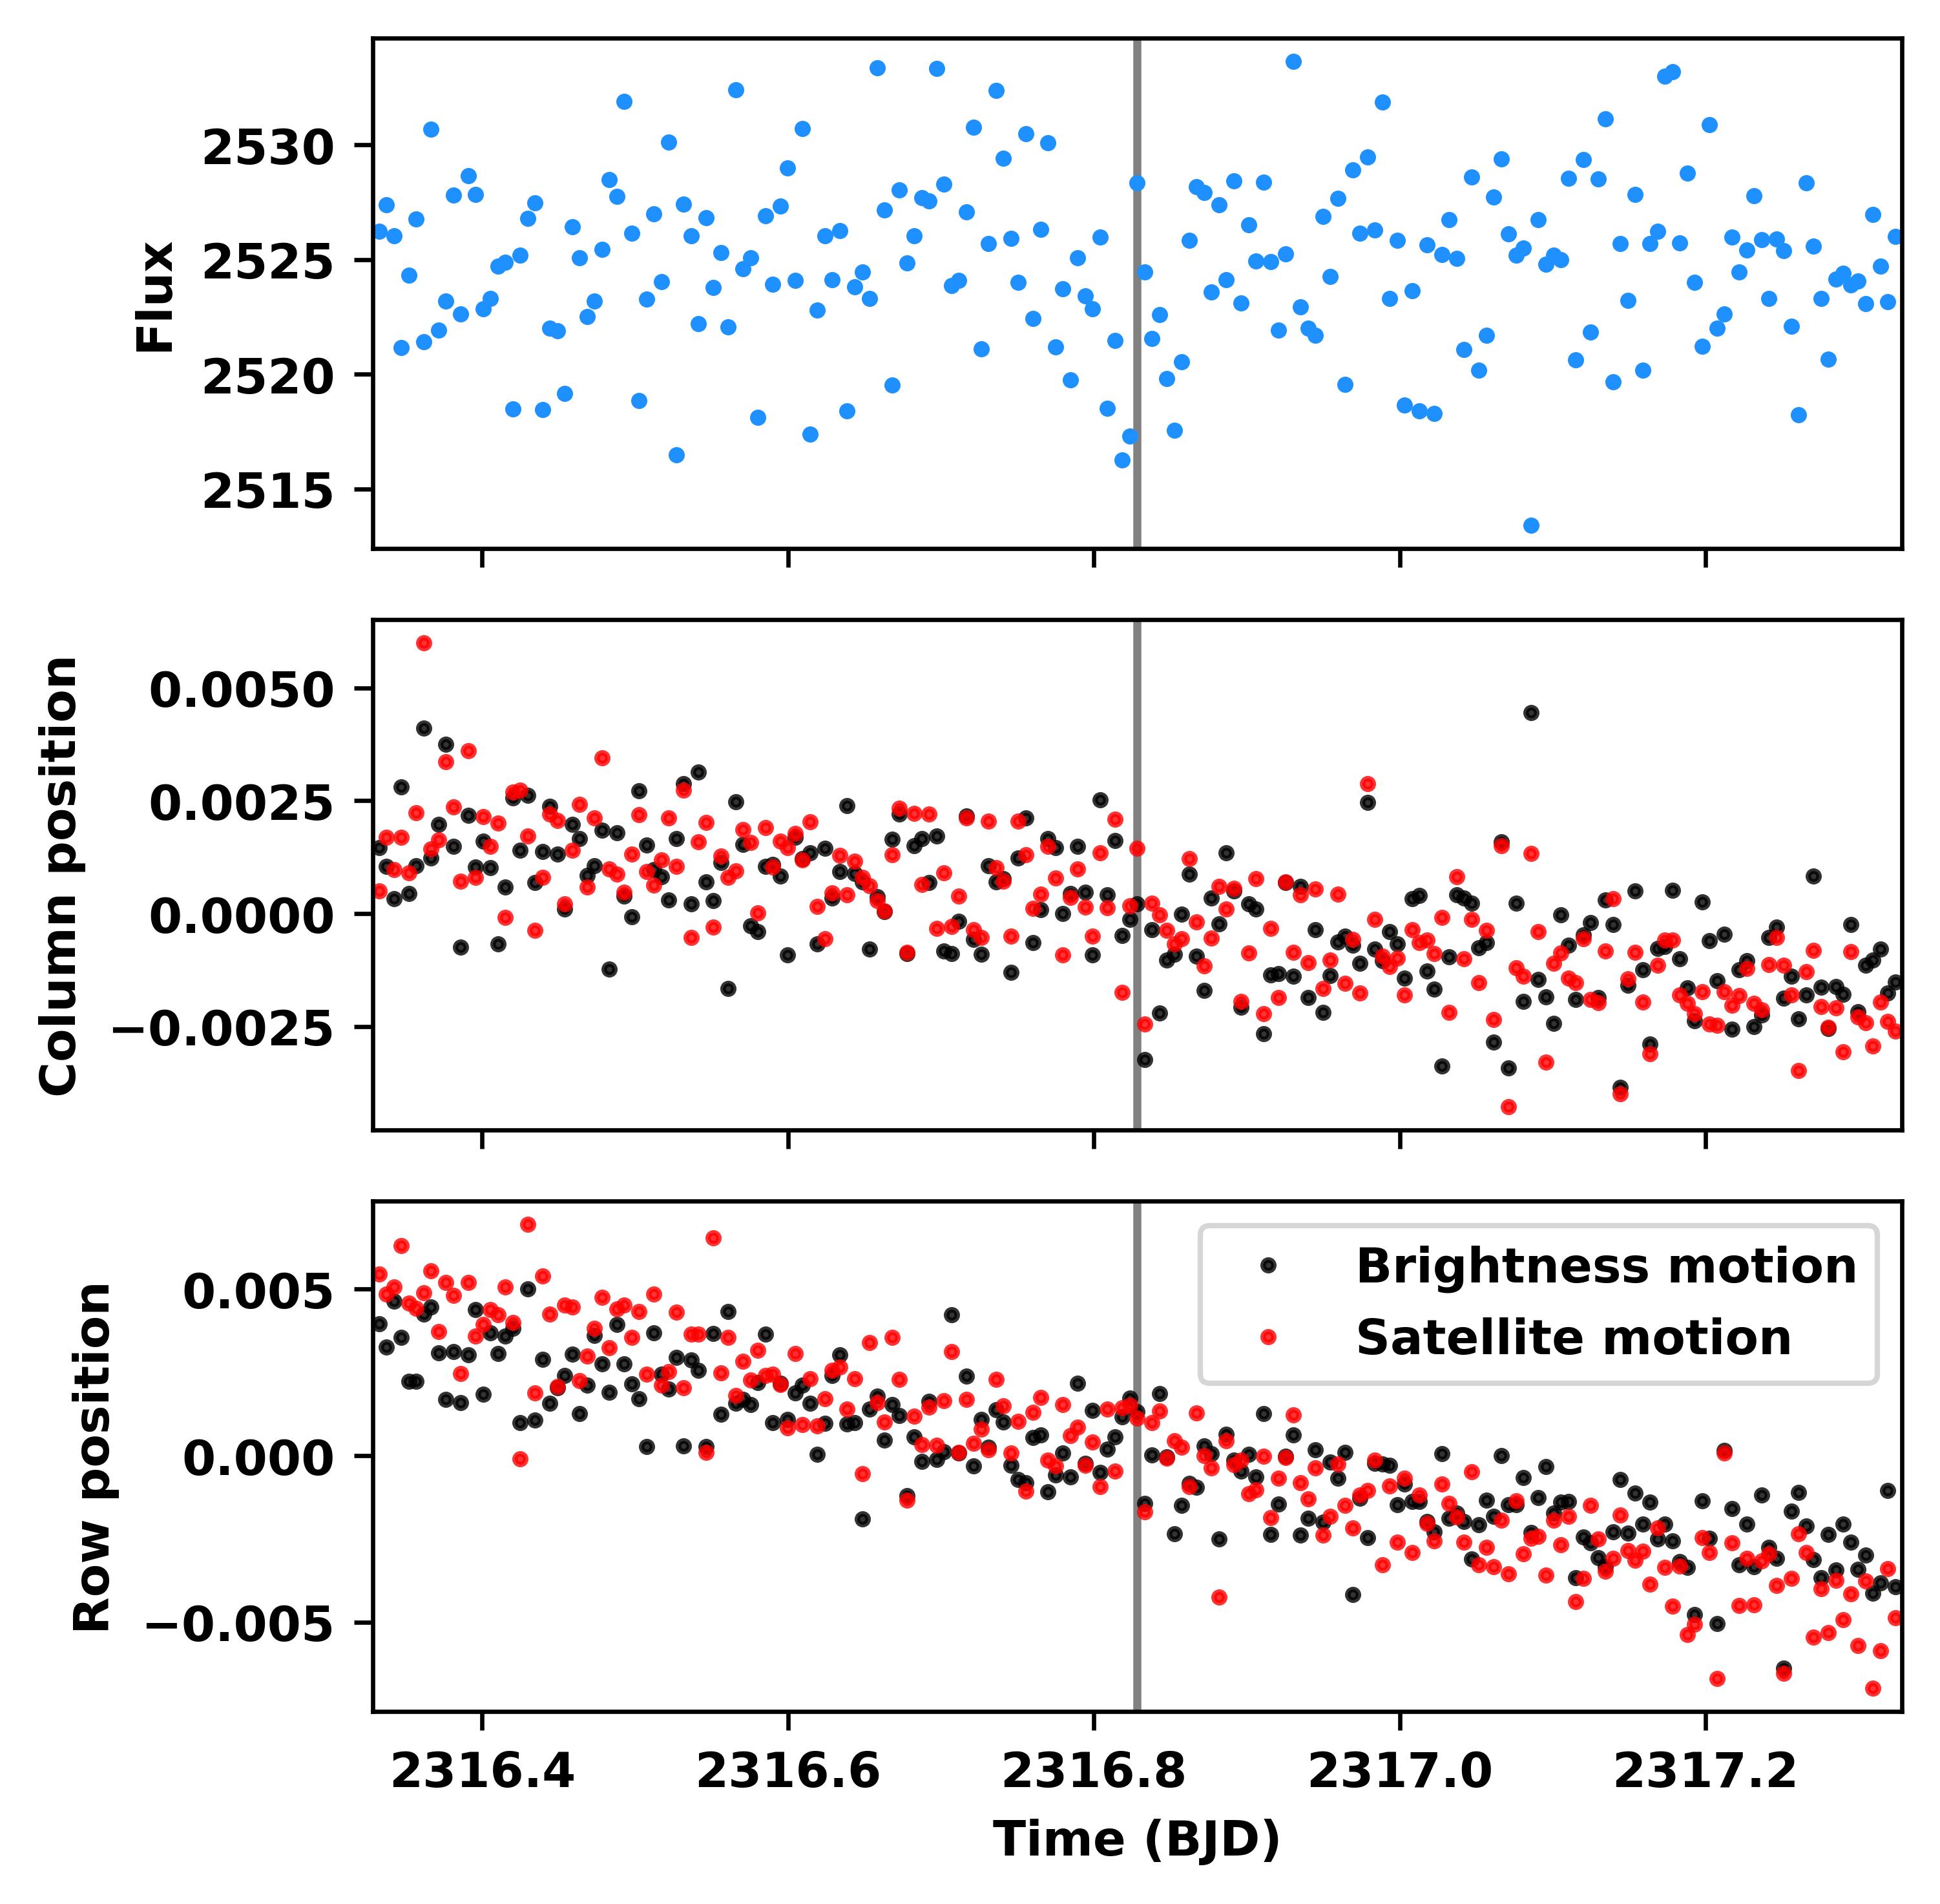 Flux
2530
2525
2520
2515
Column position
0.0050
0.0025
0.0000
−0.0025
Row position
0.005
0.000
−0.005
Brightness motion
Satellite motion
2316.4 2316.6 2316.8 2317.0 2317.2
Time (BJD)